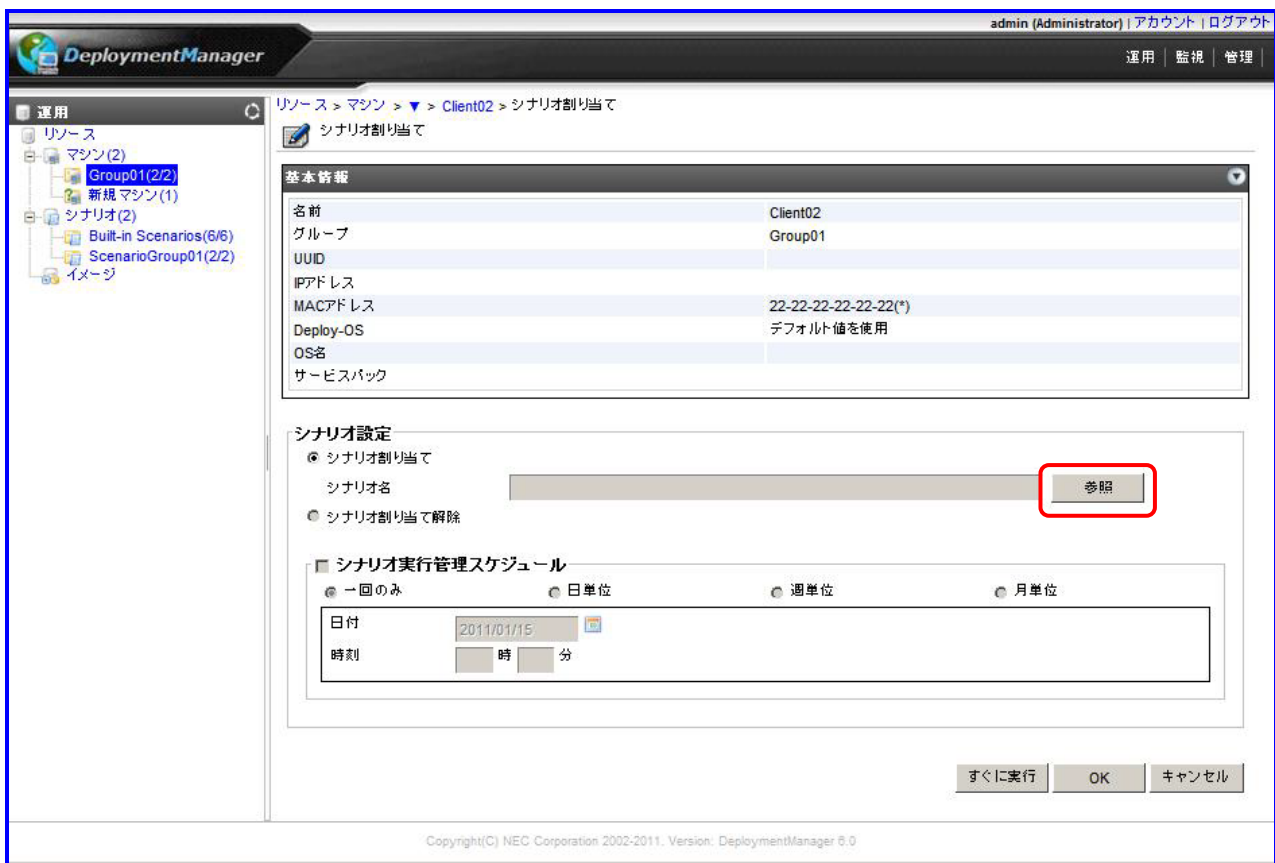 admin (Administrator) | アカウント | ログアウト
DeploymentManager
運用 | 監視 | 管理 |
運用
リソース
マシン(2)
Group01(2/2)
新規マシン(1)
シナリオ(2)
Built-in Scenarios(6/6)
ScenarioGroup01(2/2)
イメージ
リソース > マシン > ▼ > Client02 > シナリオ割り当て
シナリオ割り当て
基本情報
名前 Client02
グループ Group01
UUID
IPアドレス
MACアドレス 22-22-22-22-22-22(*)
Deploy-OS デフォルト値を使用
OS名
サービスパック
シナリオ設定
シナリオ割り当て
シナリオ名 参照
シナリオ割り当て解除
シナリオ実行管理スケジュール
一回のみ 日単位 週単位 月単位
日付 2011/01/15
時刻 時 分
すぐに実行 OK キャンセル
Copyright(C) NEC Corporation 2002-2011. Version: DeploymentManager 6.0